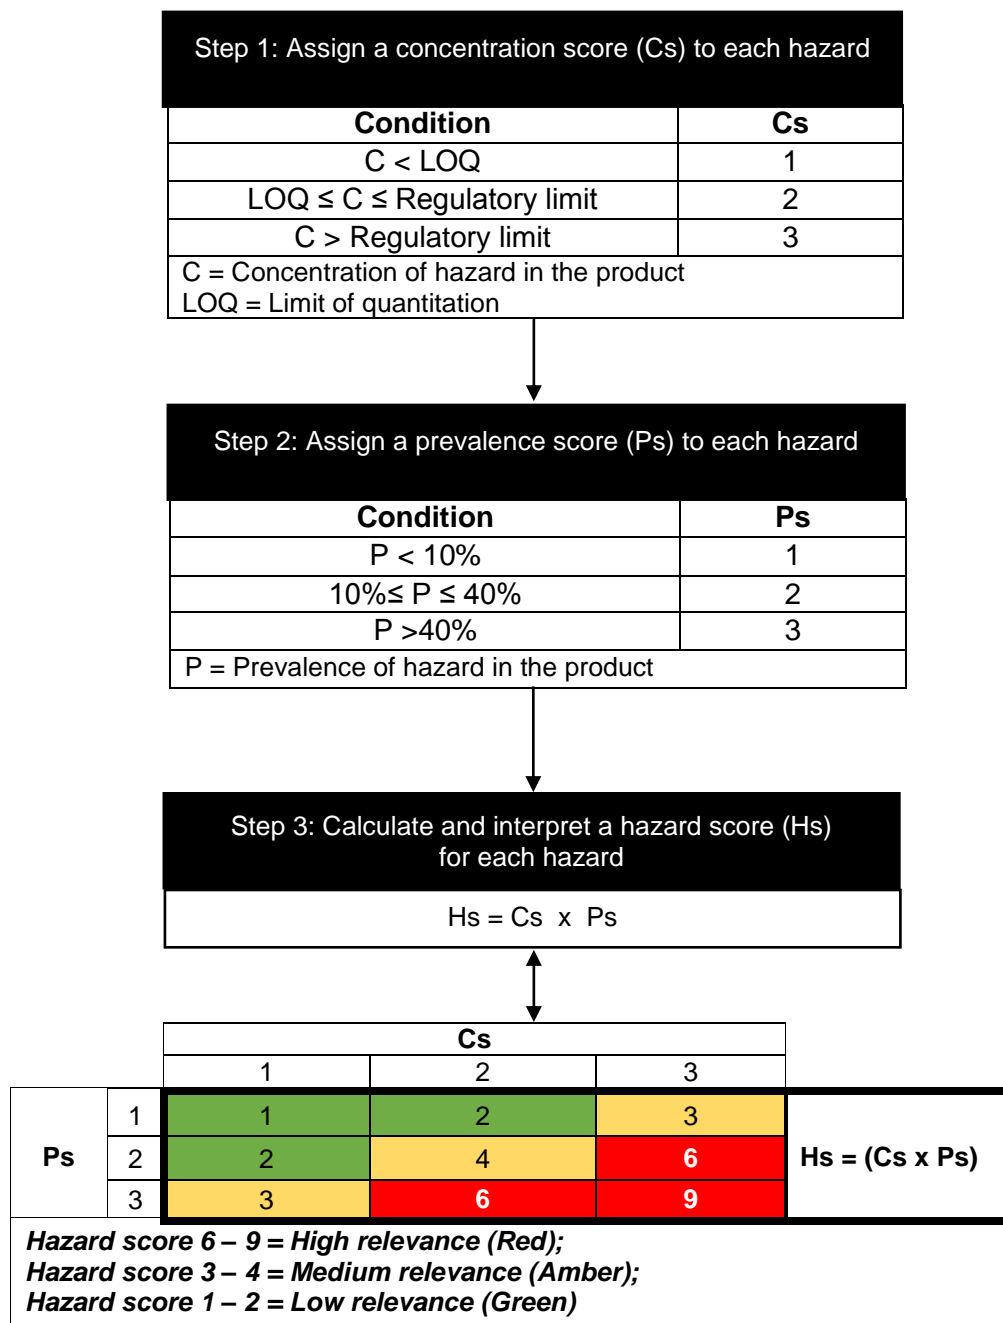 Step 1: Assign a concentration score (Cs) to each hazard
Condition Cs
C < LOQ 1
LOQ ≤ C ≤ Regulatory limit 2
C > Regulatory limit 3
C = Concentration of hazard in the product
LOQ = Limit of quantitation
Step 2: Assign a prevalence score (Ps) to each hazard
Condition Ps
P < 10% 1
10%≤ P ≤ 40% 2
P >40% 3
P = Prevalence of hazard in the product
Step 3: Calculate and interpret a hazard score (Hs)
for each hazard
Hs = Cs x Ps
Cs
1 2 3
1 1 2 3
Ps 2 2 4 6 Hs = (Cs x Ps)
3 3 6 9
Hazard score 6 – 9 = High relevance (Red);
Hazard score 3 – 4 = Medium relevance (Amber);
Hazard score 1 – 2 = Low relevance (Green)